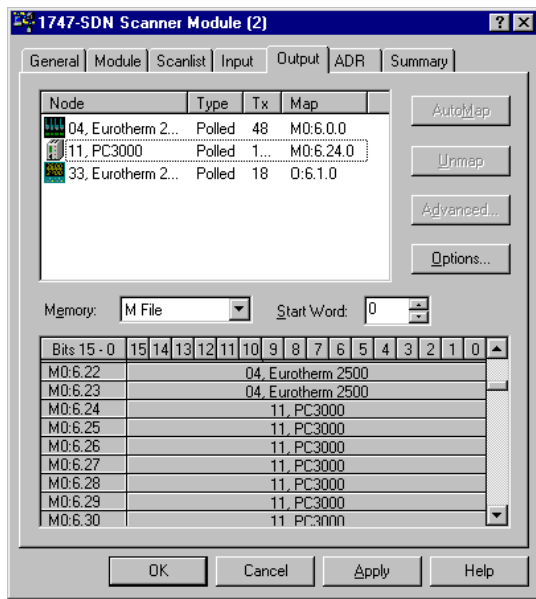 1747-SDN Scanner Module (2)
General Module Scanlist Input Output ADR Summary
Node Type Tx Map
04, Eurotherm 2... Polled 48 M0:6.0.0
11, PC3000 Polled 1... M0:6.24.0
33, Eurotherm 2... Polled 18 O:6.1.0
AutoMap
Unmap
Advanced...
Options...
Memory: M File Start Word: 0
Bits 15 - 0 15 14 13 12 11 10 9 8 7 6 5 4 3 2 1 0
M0:6.22 04, Eurotherm 2500
M0:6.23 04, Eurotherm 2500
M0:6.24 11, PC3000
M0:6.25 11, PC3000
M0:6.26 11, PC3000
M0:6.27 11, PC3000
M0:6.28 11, PC3000
M0:6.29 11, PC3000
M0:6.30 11, PC3000
OK Cancel Apply Help